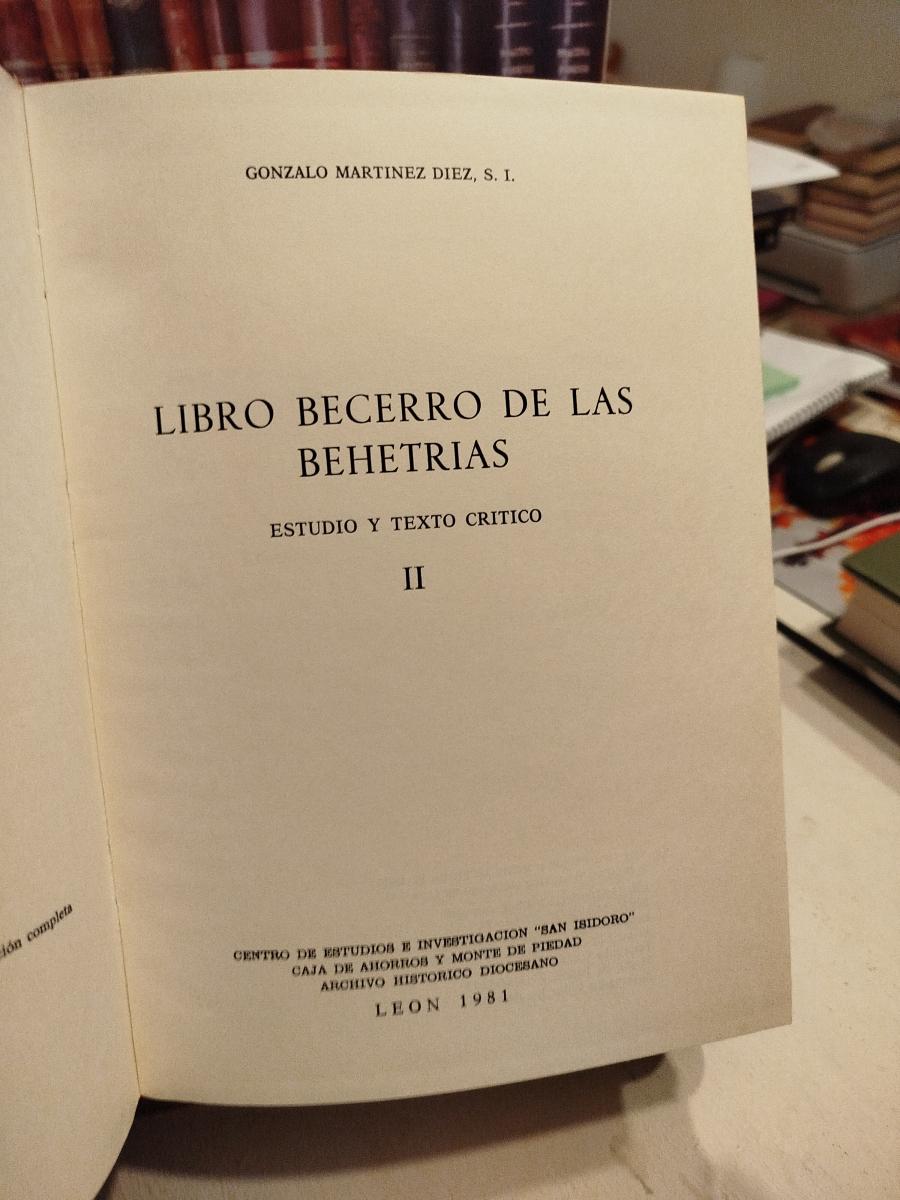 GONZALO MARTINEZ DIEZ, S. I.
LIBRO BECERRO DE LAS
BEHETRIAS
ESTUDIO Y TEXTO CRITICO
II
completa
CENTRO DE ESTUDIOS E INVESTIGACION "SAN ISIDORO"
CAJA DE AHORROS Y MONTE DE PIEDAD
ARCHIVO HISTORICO DIOCESANO
LEON 1981